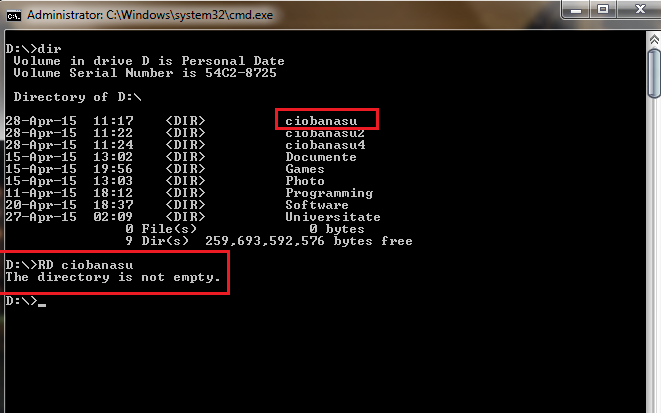 Administrator: C:\Windows\system32\cmd.exe
D:\>dir
Volume in drive D is Personal Date
Volume Serial Number is 54C2-8725
Directory of D:\
28-Apr-15  11:17    <DIR>          ciobanasu
28-Apr-15  11:22    <DIR>          ciobanasu2
28-Apr-15  11:24    <DIR>          ciobanasu4
15-Apr-15  13:02    <DIR>          Documente
15-Apr-15  19:56    <DIR>          Games
15-Apr-15  13:03    <DIR>          Photo
11-Apr-15  18:12    <DIR>          Programming
20-Apr-15  18:37    <DIR>          Software
27-Apr-15  02:09    <DIR>          Universitate
0 File(s)              0 bytes
9 Dir(s)  259,693,592,576 bytes free
D:\>RD ciobanasu
The directory is not empty.
D:\>_